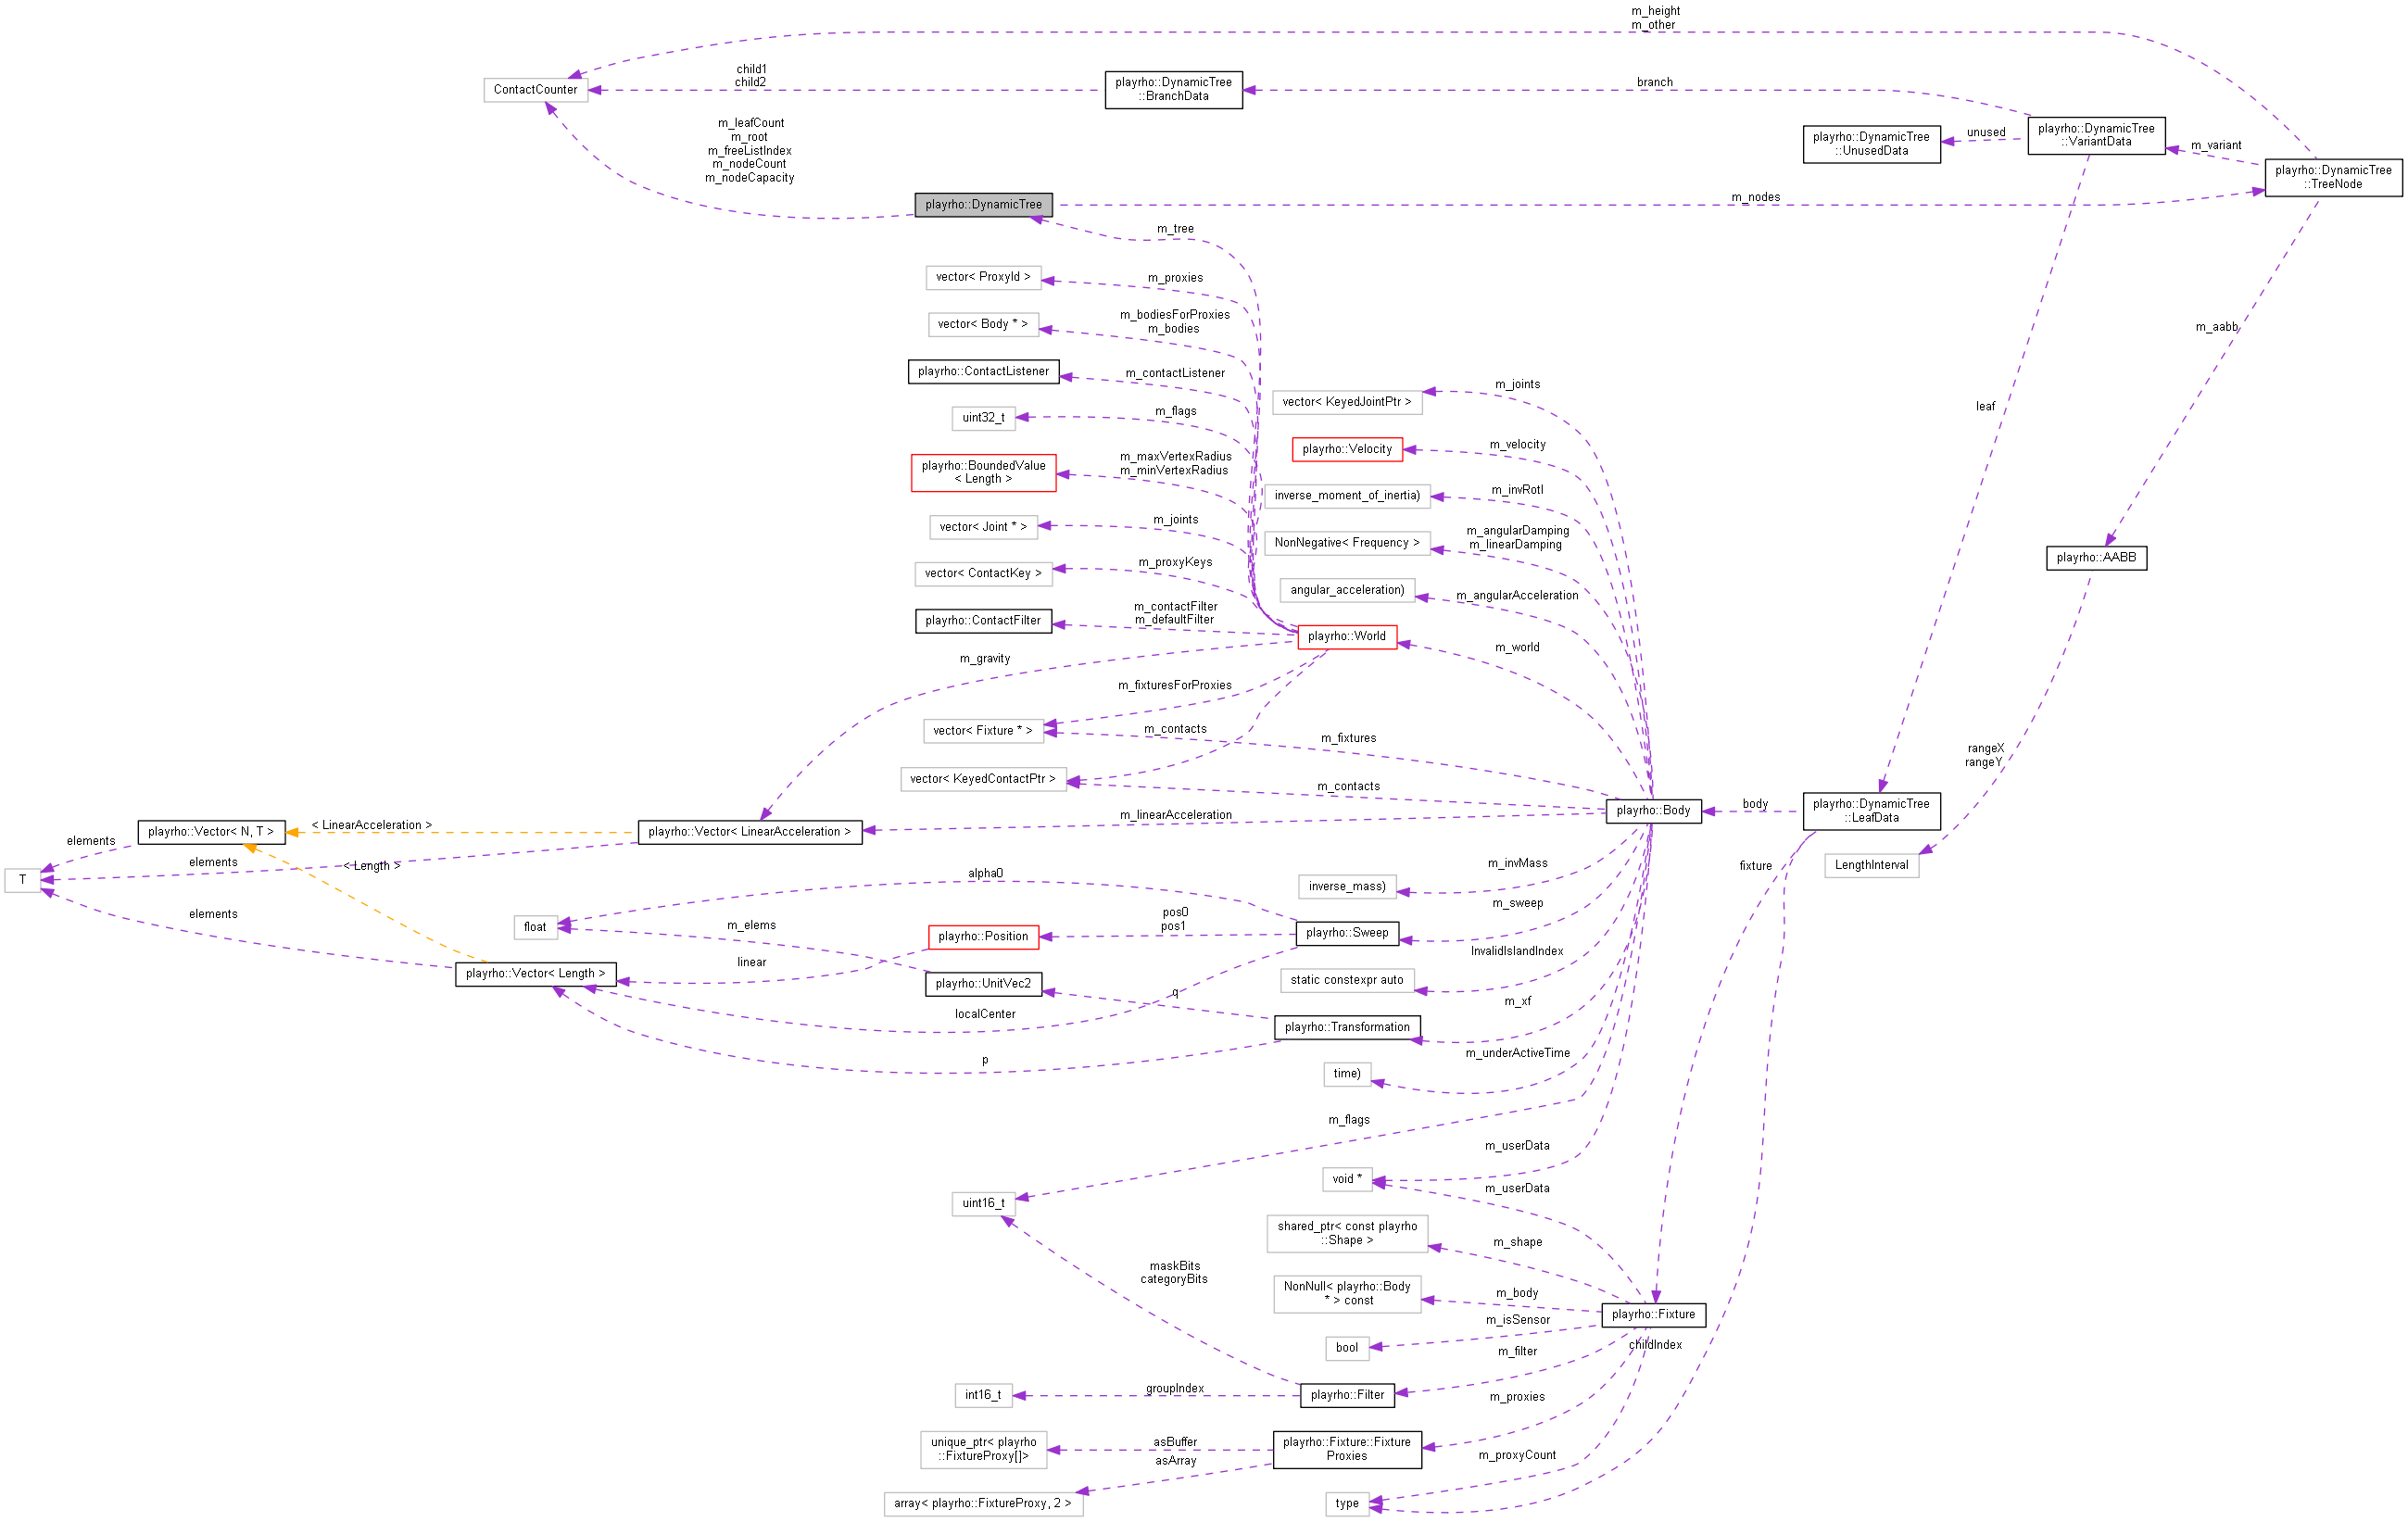 m_height
m_other
ContactCounter
child1
child2
playrho::DynamicTree
::BranchData
branch
m_leafCount
m_root
m_freeListIndex
m_nodeCount
m_nodeCapacity
playrho::DynamicTree
::UnusedData
unused
playrho::DynamicTree
::VariantData
m_variant
playrho::DynamicTree
::TreeNode
playrho::DynamicTree
m_nodes
m_tree
vector< ProxyId >
m_proxies
vector< Body * >
m_bodiesForProxies
m_bodies
playrho::ContactListener
m_contactListener
uint32_t
m_flags
playrho::BoundedValue
< Length >
m_maxVertexRadius
m_minVertexRadius
vector< Joint * >
m_joints
vector< ContactKey >
m_proxyKeys
playrho::ContactFilter
m_contactFilter
m_defaultFilter
playrho::World
m_gravity
m_fixturesForProxies
vector< Fixture * >
m_contacts
vector< KeyedContactPtr >
vector< KeyedJointPtr >
m_joints
playrho::Velocity
m_velocity
inverse_moment_of_inertia)
m_invRotI
NonNegative< Frequency >
m_angularDamping
m_linearDamping
angular_acceleration)
m_angularAcceleration
m_world
m_fixtures
m_contacts
m_linearAcceleration
playrho::Body
body
playrho::DynamicTree
::LeafData
leaf
m_aabb
playrho::AABB
rangeX
rangeY
LengthInterval
fixture
T
elements
playrho::Vector< N, T >
< LinearAcceleration >
playrho::Vector< LinearAcceleration >
elements
< Length >
elements
playrho::Vector< Length >
float
alpha0
m_elems
linear
playrho::Position
pos0
pos1
playrho::UnitVec2
localCenter
q
p
inverse_mass)
m_invMass
playrho::Sweep
m_sweep
static constexpr auto
InvalidIslandIndex
playrho::Transformation
m_xf
time)
m_underActiveTime
m_flags
void *
m_userData
uint16_t
m_userData
shared_ptr< const playrho
::Shape >
m_shape
NonNull< playrho::Body
* > const
m_body
bool
m_isSensor
playrho::Fixture
childIndex
maskBits
categoryBits
m_filter
int16_t
groupIndex
playrho::Filter
m_proxies
unique_ptr< playrho
::FixtureProxy[]>
asBuffer
asArray
playrho::Fixture::Fixture
Proxies
m_proxyCount
array< playrho::FixtureProxy, 2 >
type